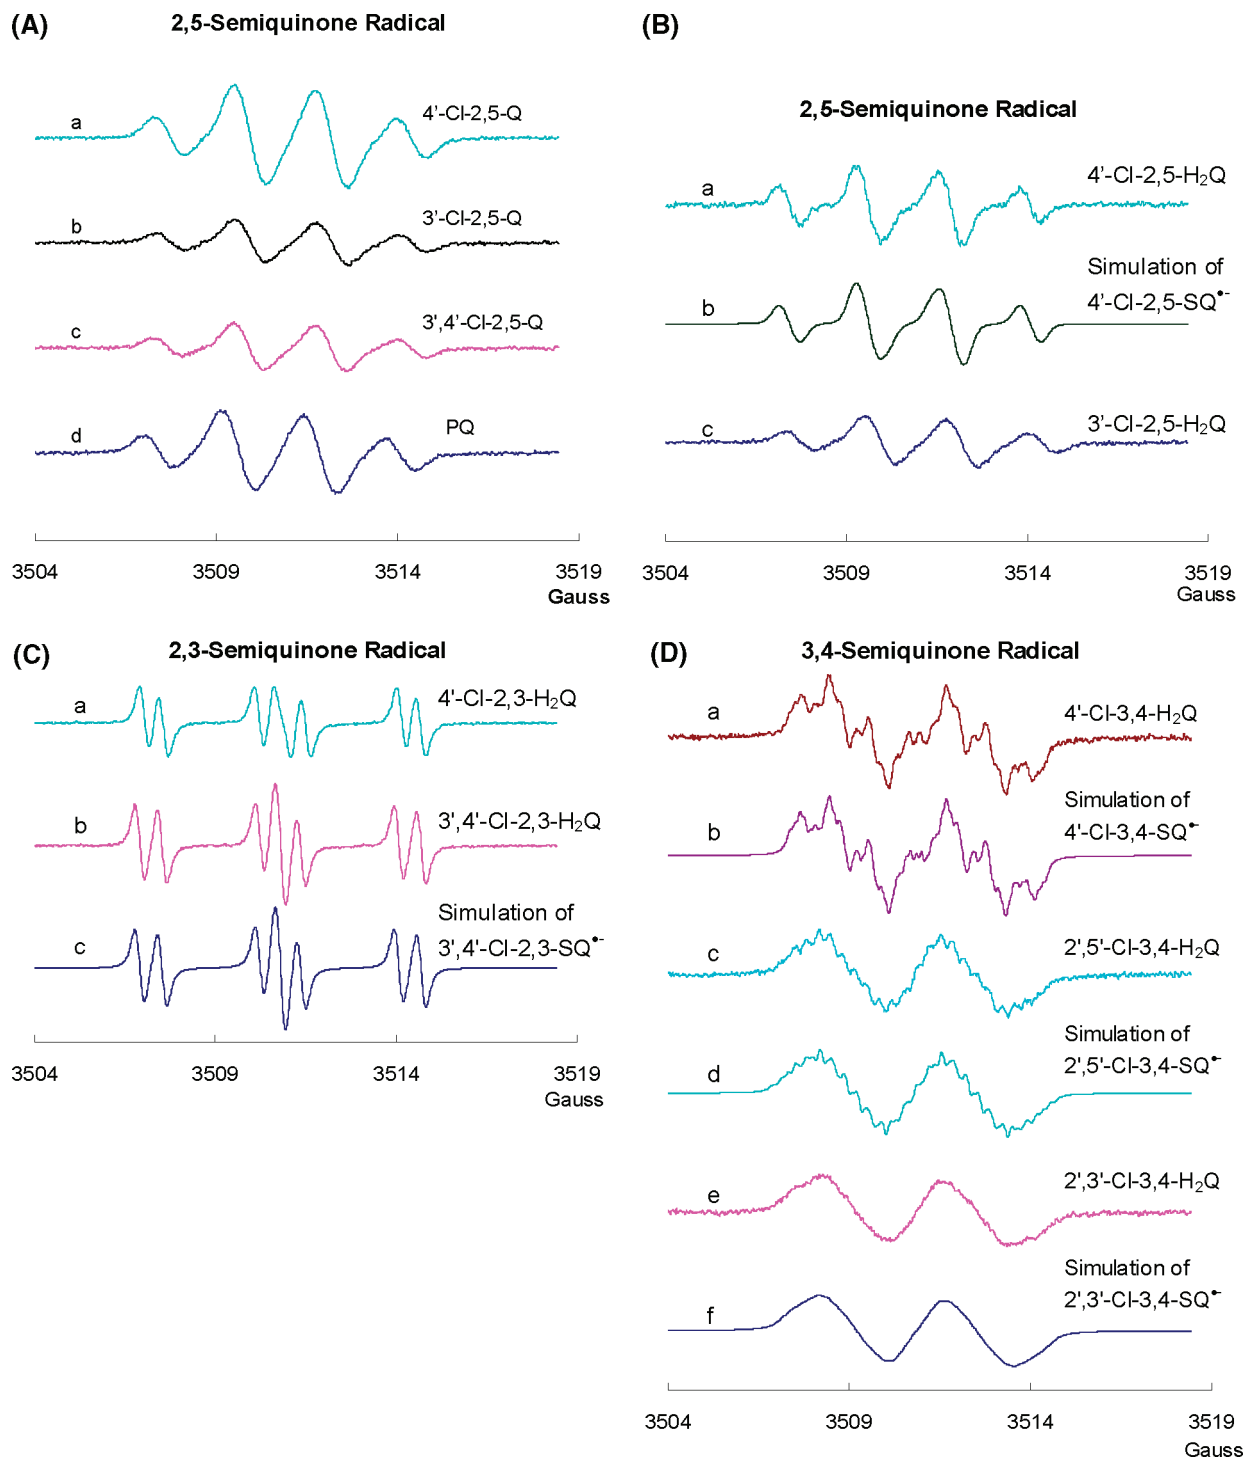 (A)
2,5-Semiquinone Radical
a
4'-Cl-2,5-Q
b
3'-Cl-2,5-Q
c
3',4'-Cl-2,5-Q
d
PQ
3504 3509 3514 3519
Gauss
(B)
2,5-Semiquinone Radical
a
4'-Cl-2,5-H₂Q
b
Simulation of
4'-Cl-2,5-SQ•-
c
3'-Cl-2,5-H₂Q
3504 3509 3514 3519
Gauss
(C)
2,3-Semiquinone Radical
a
4'-Cl-2,3-H₂Q
b
3',4'-Cl-2,3-H₂Q
c
Simulation of
3',4'-Cl-2,3-SQ•-
3504 3509 3514 3519
Gauss
(D)
3,4-Semiquinone Radical
a
4'-Cl-3,4-H₂Q
b
Simulation of
4'-Cl-3,4-SQ•-
c
2',5'-Cl-3,4-H₂Q
d
Simulation of
2',5'-Cl-3,4-SQ•-
e
2',3'-Cl-3,4-H₂Q
f
Simulation of
2',3'-Cl-3,4-SQ•-
3504 3509 3514 3519
Gauss